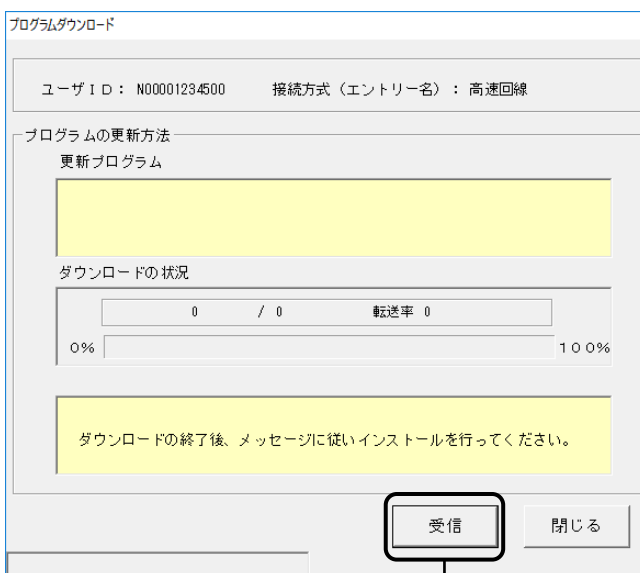 プログラムダウンロード
ユーザＩＤ： N00001234500 接続方式（エントリー名）： 高速回線
プログラムの更新方法
更新プログラム
ダウンロードの状況
0 / 0 転送率 0
0% １００%
ダウンロードの終了後、メッセージに従いインストールを行ってください。
受信 閉じる